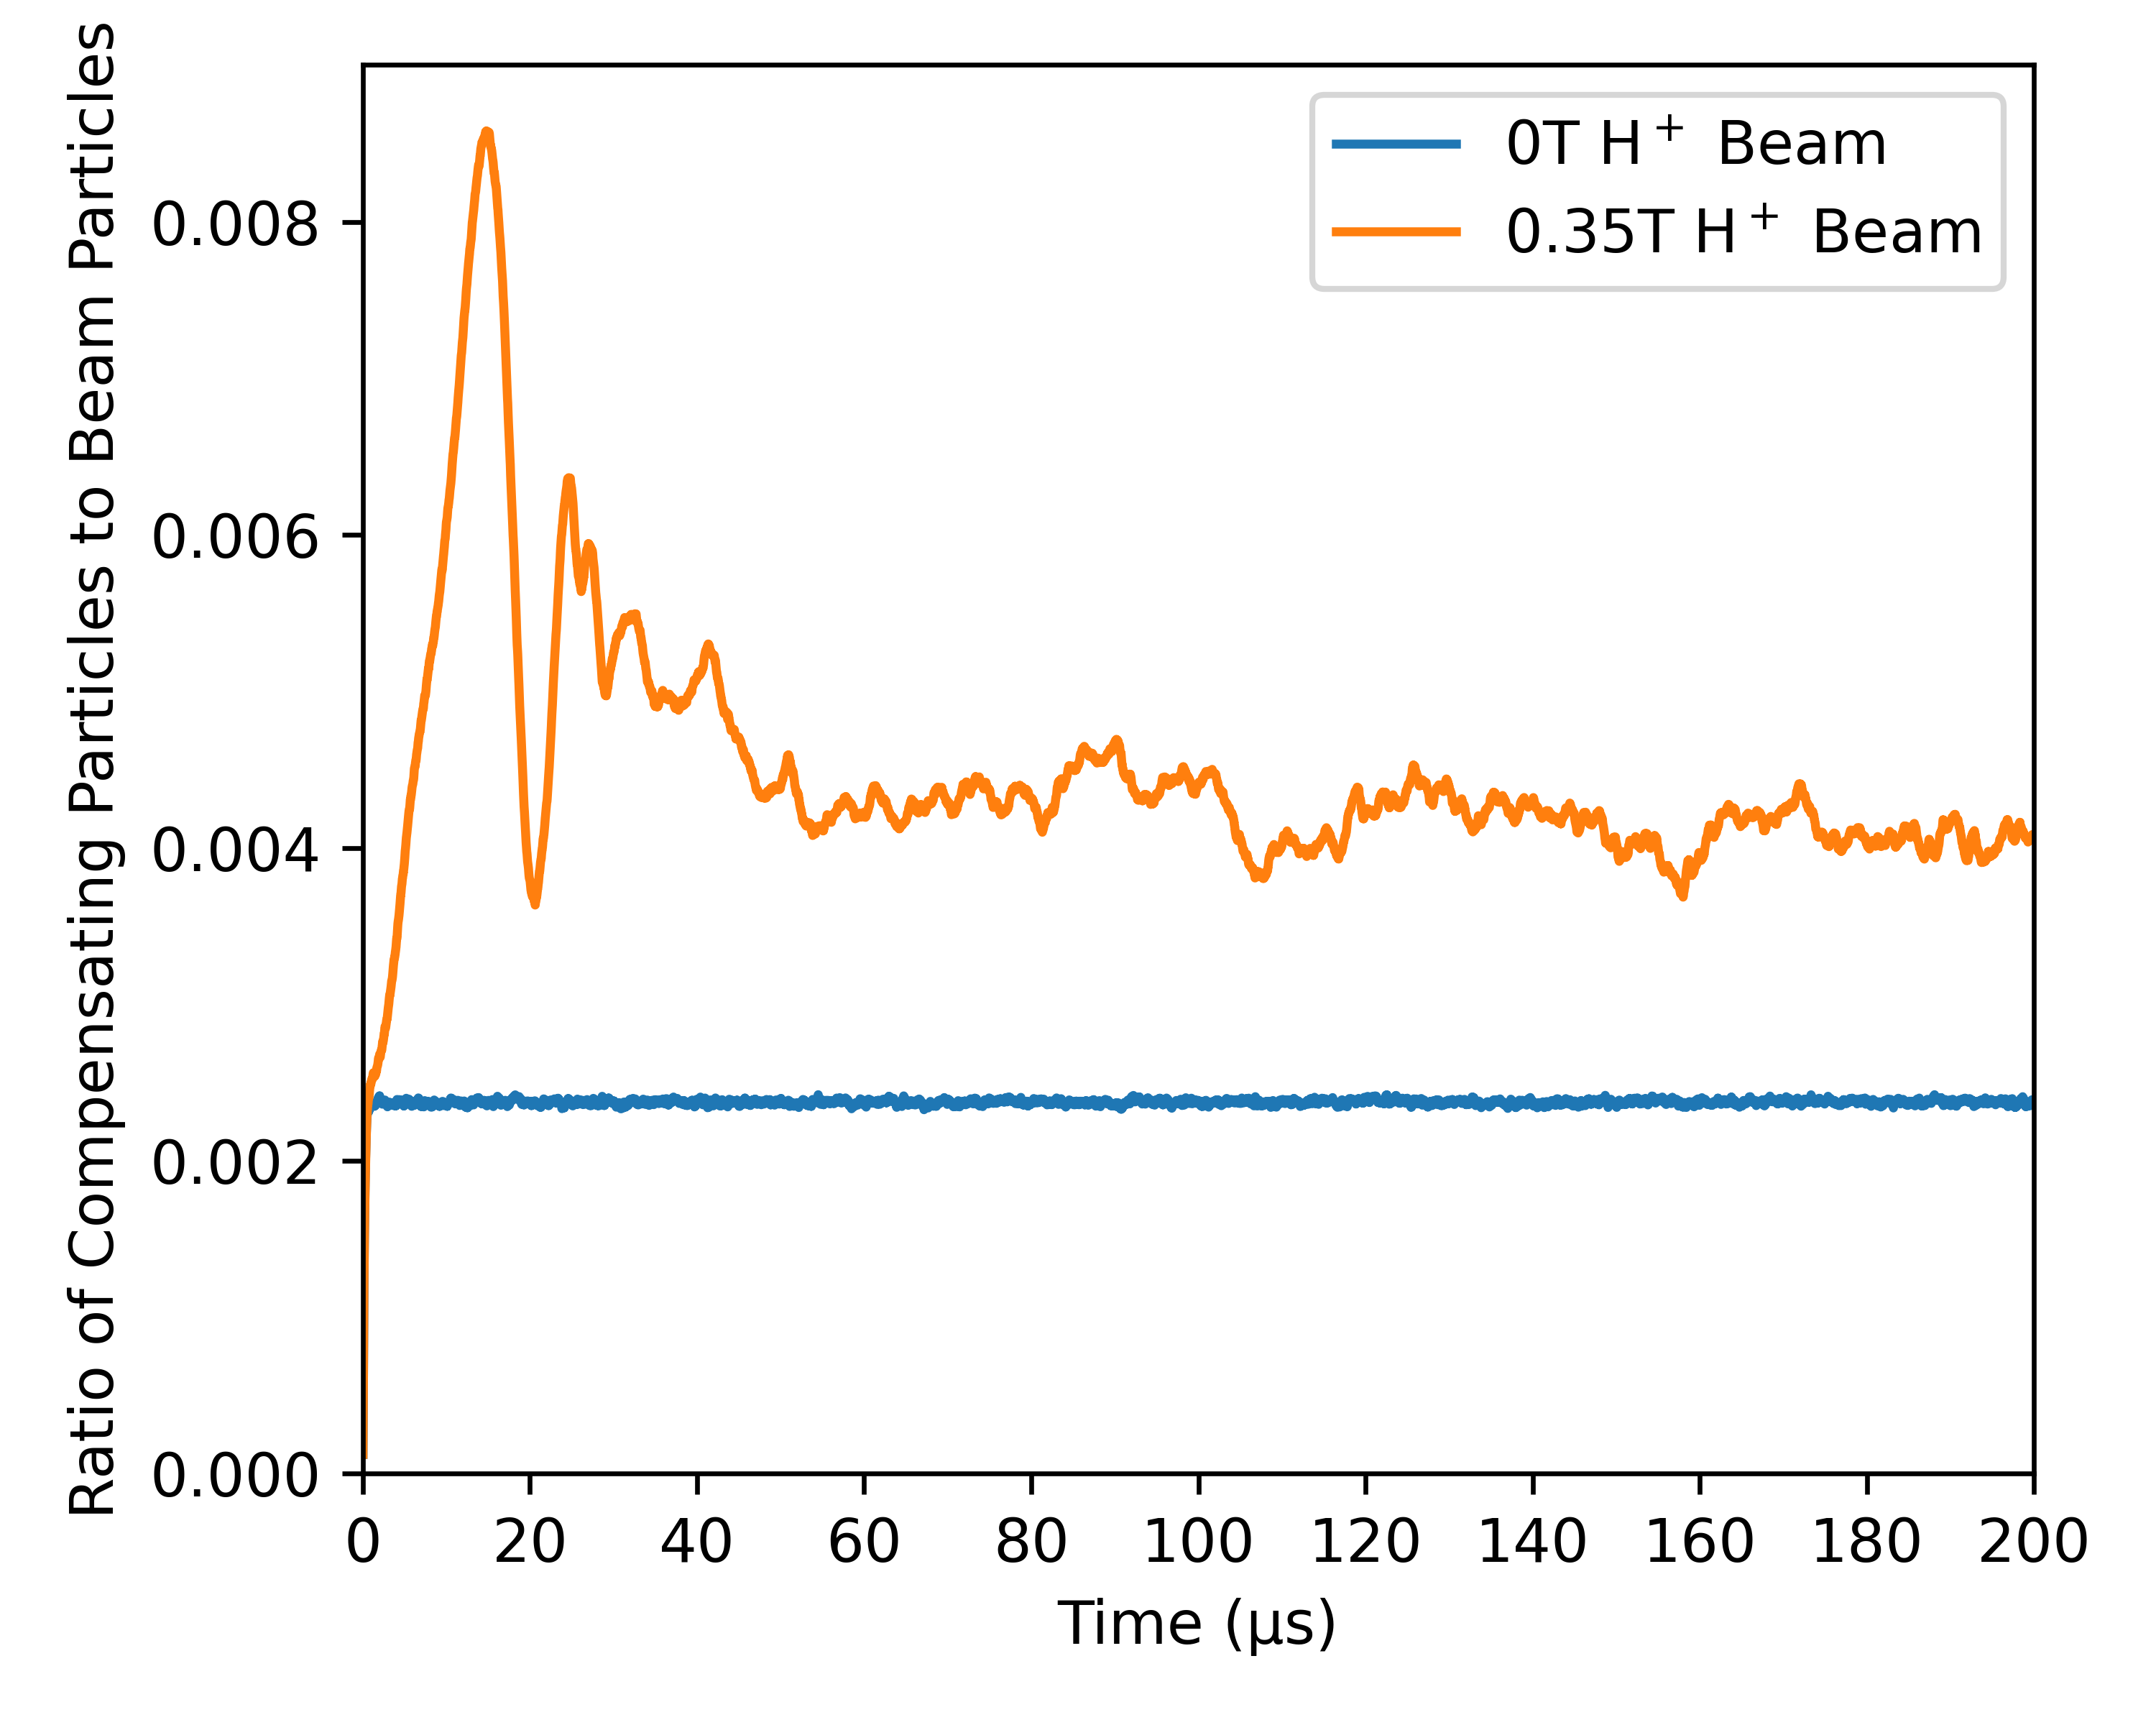 Ratio of Compensating Particles to Beam Particles
0T H⁺ Beam
0.35T H⁺ Beam
0.008
0.006
0.004
0.002
0.000
0 20 40 60 80 100 120 140 160 180 200
Time (µs)